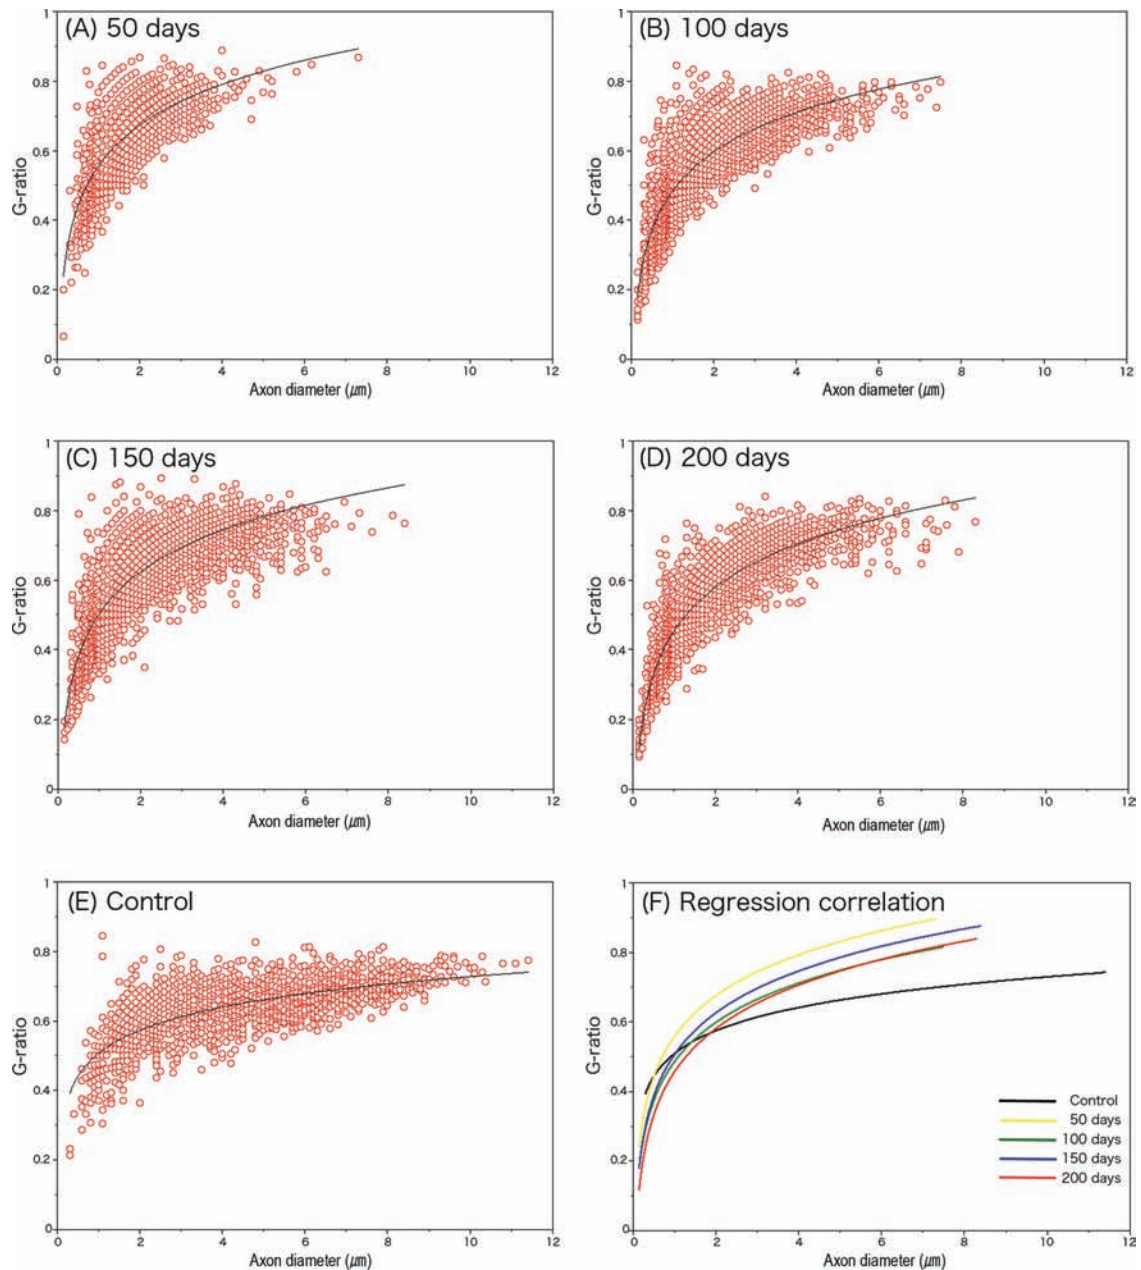 (A) 50 days
1
0.8
0.6
0.4
0.2
0
G-ratio
0 2 4 6 8 10 12
Axon diameter (μm)
(B) 100 days
1
0.8
0.6
0.4
0.2
0
G-ratio
0 2 4 6 8 10 12
Axon diameter (μm)
(C) 150 days
1
0.8
0.6
0.4
0.2
0
G-ratio
0 2 4 6 8 10 12
Axon diameter (μm)
(D) 200 days
1
0.8
0.6
0.4
0.2
0
G-ratio
0 2 4 6 8 10 12
Axon diameter (μm)
(E) Control
1
0.8
0.6
0.4
0.2
0
G-ratio
0 2 4 6 8 10 12
Axon diameter (μm)
(F) Regression correlation
1
0.8
0.6
0.4
0.2
0
G-ratio
Control
50 days
100 days
150 days
200 days
0 2 4 6 8 10 12
Axon diameter (μm)